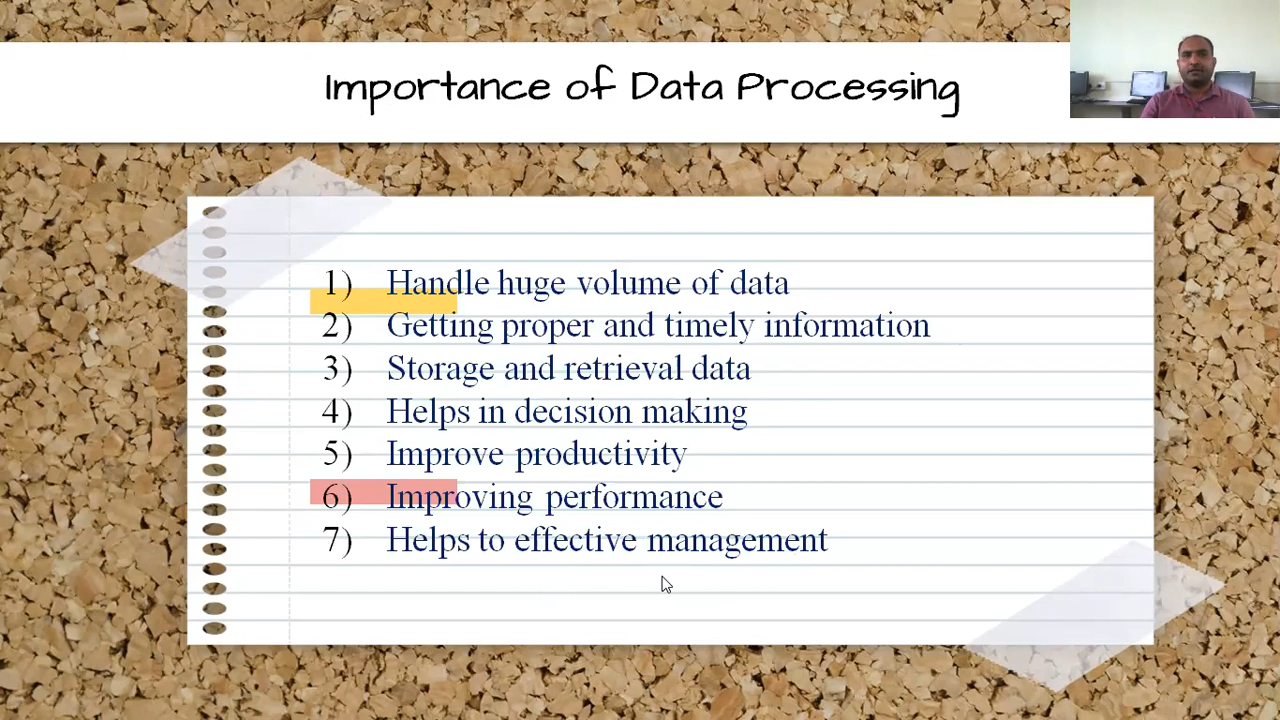 Importance of Data Processing
1) Handle huge volume of data
2) Getting proper and timely information
3) Storage and retrieval data
4) Helps in decision making
5) Improve productivity
6) Improving performance
7) Helps to effective management